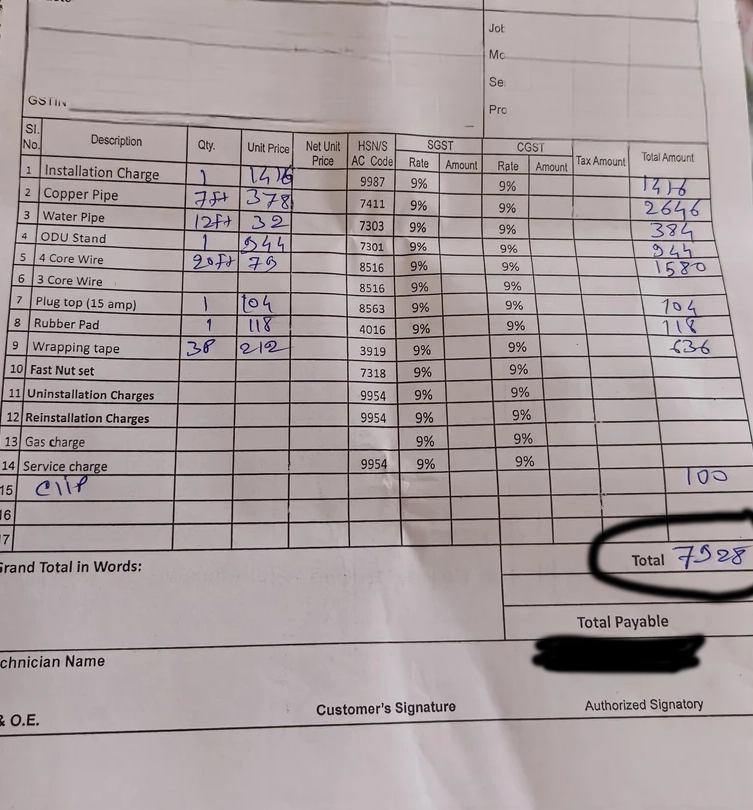 Job
Mo
Se
Pro
GSTIN
Sl. No. Description Qty. Unit Price Net Unit Price HSN/S AC Code SGST CGST Tax Amount Total Amount
Rate Amount Rate Amount
1 Installation Charge 1 1416 9987 9% 9% 1416
2 Copper Pipe 7ft 378 7411 9% 9% 2646
3 Water Pipe 12ft 32 7303 9% 9% 384
4 ODU Stand 1 944 7301 9% 9% 944
5 4 Core Wire 20ft 79 8516 9% 9% 1580
6 3 Core Wire 8516 9% 9%
7 Plug top (15 amp) 1 104 8563 9% 9% 104
8 Rubber Pad 1 118 4016 9% 9% 118
9 Wrapping tape 3P 212 3919 9% 9% 636
10 Fast Nut set 7318 9% 9%
11 Uninstallation Charges 9954 9% 9%
12 Reinstallation Charges 9954 9% 9%
13 Gas charge 9% 9%
14 Service charge 9954 9% 9%
15 Clip 100
16
17
Grand Total in Words: Total 7928
Total Payable
chnician Name
Customer's Signature Authorized Signatory
& O.E.